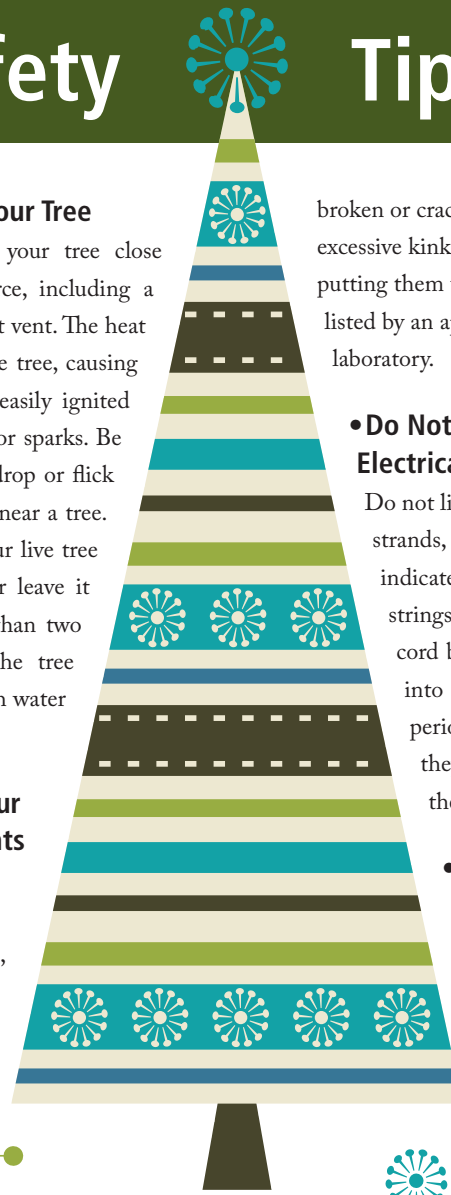 fety Tip
our Tree
your tree close
rce, including a
t vent. The heat
e tree, causing
easily ignited
or sparks. Be
drop or flick
near a tree.
ur live tree
r leave it
han two
he tree
n water
ur
ts
,
broken or crac
excessive kink
putting them
listed by an a
laboratory.
•Do Not
Electrica
Do not li
strands,
indicate
strings
cord b
into
perio
the
the
•